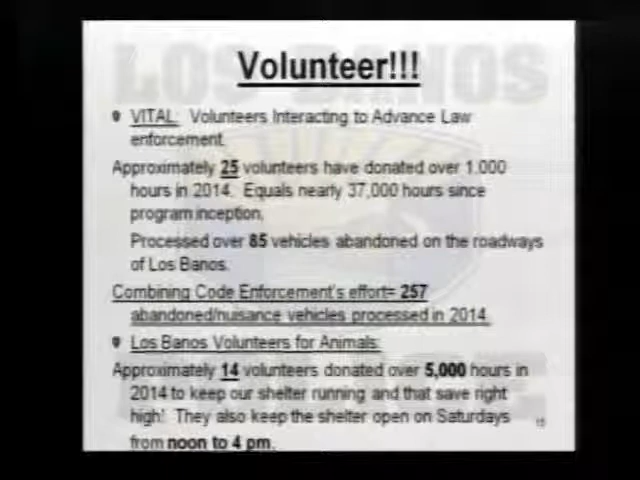 Volunteer!!!
VITAL: Volunteers Interacting to Advance Law
enforcement.
Approximately 25 volunteers have donated over 1,000
hours in 2014. Equals nearly 37,000 hours since
program inception.
Processed over 85 vehicles abandoned on the roadways
of Los Banos.
Combining Code Enforcement's effort= 257
abandoned/nuisance vehicles processed in 2014.
Los Banos Volunteers for Animals:
Approximately 14 volunteers donated over 5,000 hours in
2014 to keep our shelter running and that save right
high! They also keep the shelter open on Saturdays
from noon to 4 pm.
LOS BANOS